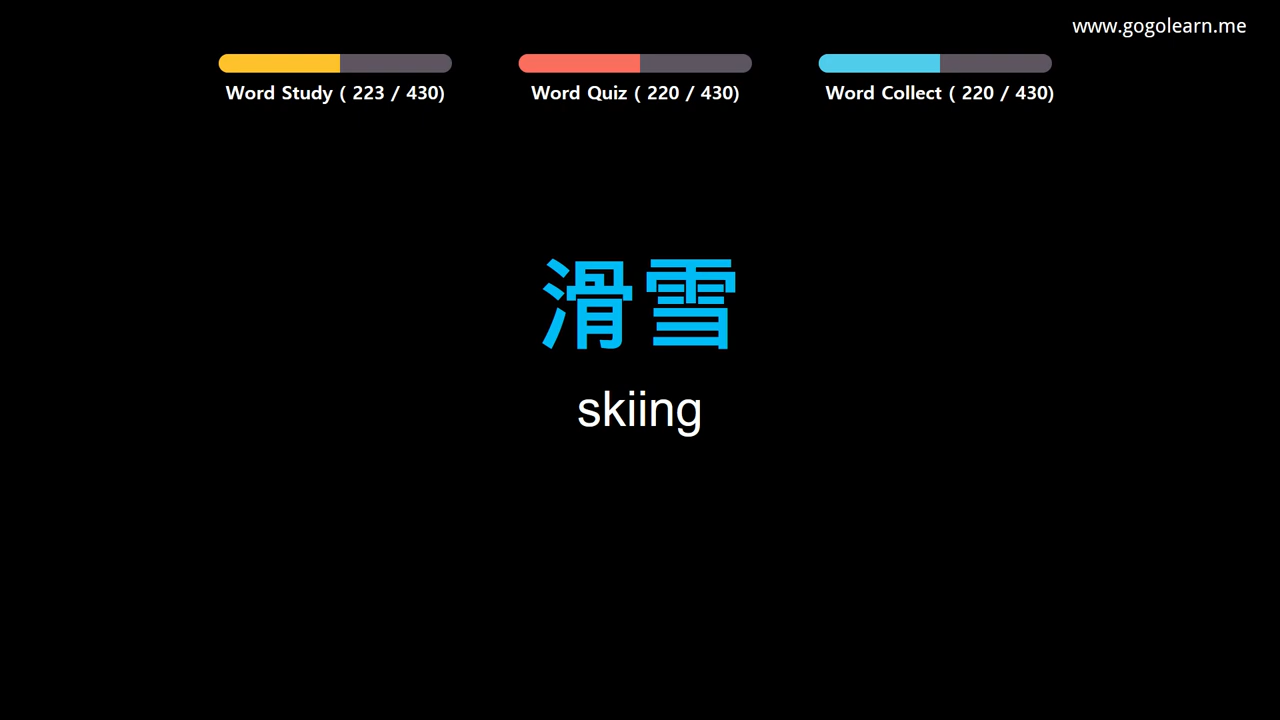 www.gogolearn.me
Word Study ( 223 / 430)
Word Quiz ( 220 / 430)
Word Collect ( 220 / 430)
滑雪
skiing